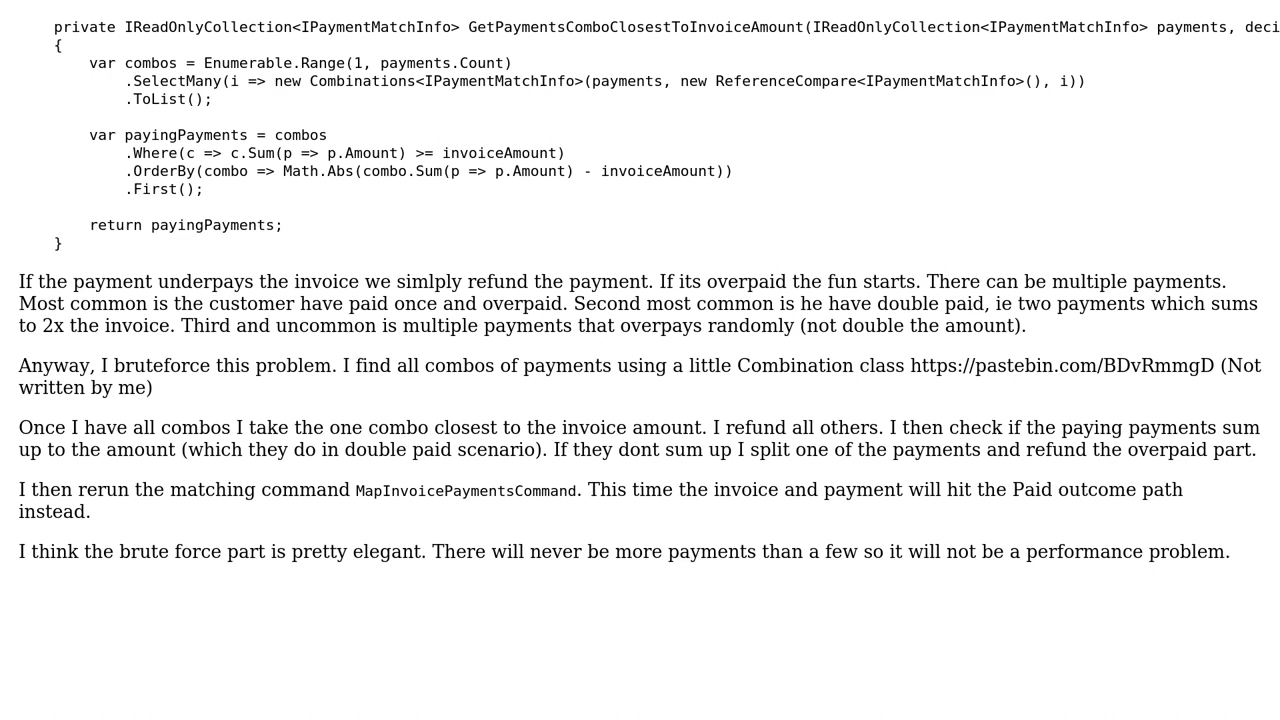 private IReadOnlyCollection<IPaymentMatchInfo> GetPaymentsComboClosestToInvoiceAmount(IReadOnlyCollection<IPaymentMatchInfo> payments, deci
{
var combos = Enumerable.Range(1, payments.Count)
.SelectMany(i => new Combinations<IPaymentMatchInfo>(payments, new ReferenceCompare<IPaymentMatchInfo>(), i))
.ToList();
var payingPayments = combos
.Where(c => c.Sum(p => p.Amount) >= invoiceAmount)
.OrderBy(combo => Math.Abs(combo.Sum(p => p.Amount) - invoiceAmount))
.First();
return payingPayments;
}
If the payment underpays the invoice we simlply refund the payment. If its overpaid the fun starts. There can be multiple payments.
Most common is the customer have paid once and overpaid. Second most common is he have double paid, ie two payments which sums
to 2x the invoice. Third and uncommon is multiple payments that overpays randomly (not double the amount).
Anyway, I bruteforce this problem. I find all combos of payments using a little Combination class https://pastebin.com/BDvRmmgD (Not
written by me)
Once I have all combos I take the one combo closest to the invoice amount. I refund all others. I then check if the paying payments sum
up to the amount (which they do in double paid scenario). If they dont sum up I split one of the payments and refund the overpaid part.
I then rerun the matching command MapInvoicePaymentsCommand. This time the invoice and payment will hit the Paid outcome path
instead.
I think the brute force part is pretty elegant. There will never be more payments than a few so it will not be a performance problem.